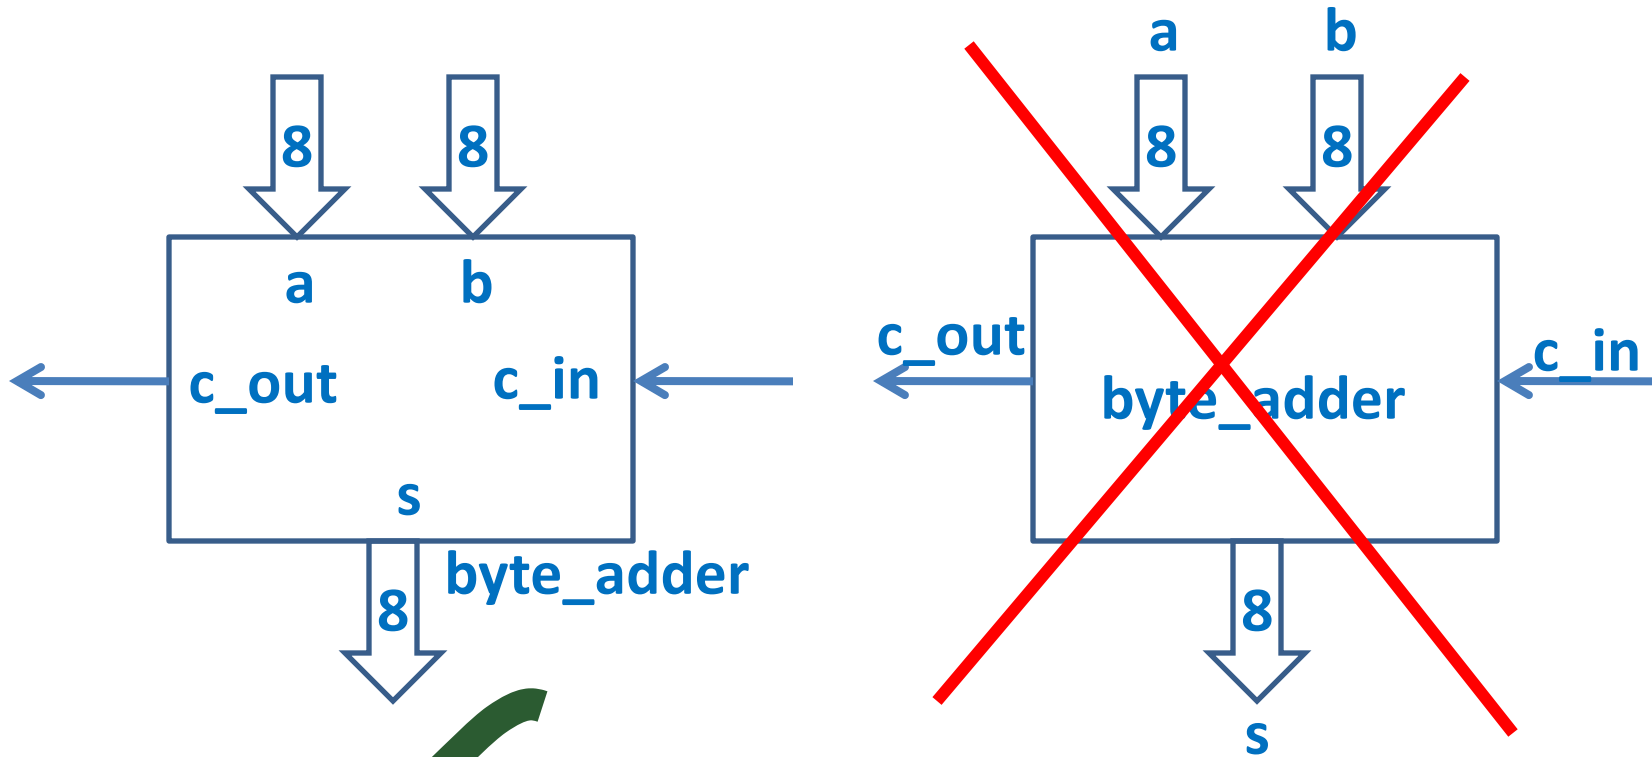 8 8
a b
c_out c_in
s
byte_adder
8
a b
8 8
c_out c_in
byte_adder
8
s